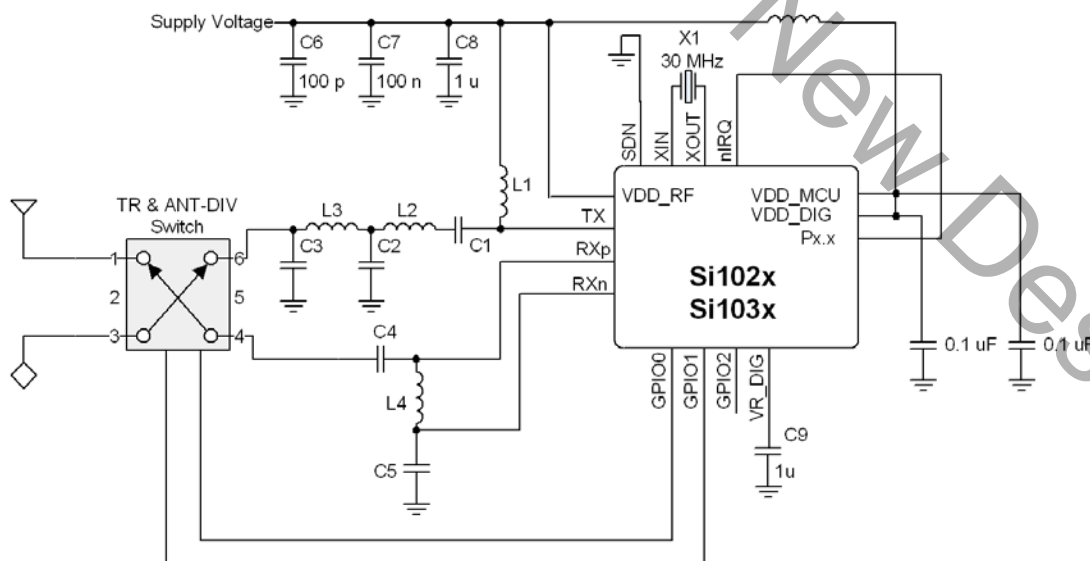 Supply Voltage
C6
100 p
C7
100 n
C8
1 u
X1
30 MHz
SDN
XIN
XOUT
nIRQ
L1
VDD_RF
VDD_MCU
VDD_DIG
Px.x
TX
RXp
RXn
Si102x
Si103x
TR & ANT-DIV
Switch
1
2
3
6
5
4
L3
L2
C3
C2
C1
C4
L4
C5
GPIO0
GPIO1
GPIO2
VR_DIG
C9
1u
0.1 uF
0.1 uF
New Des